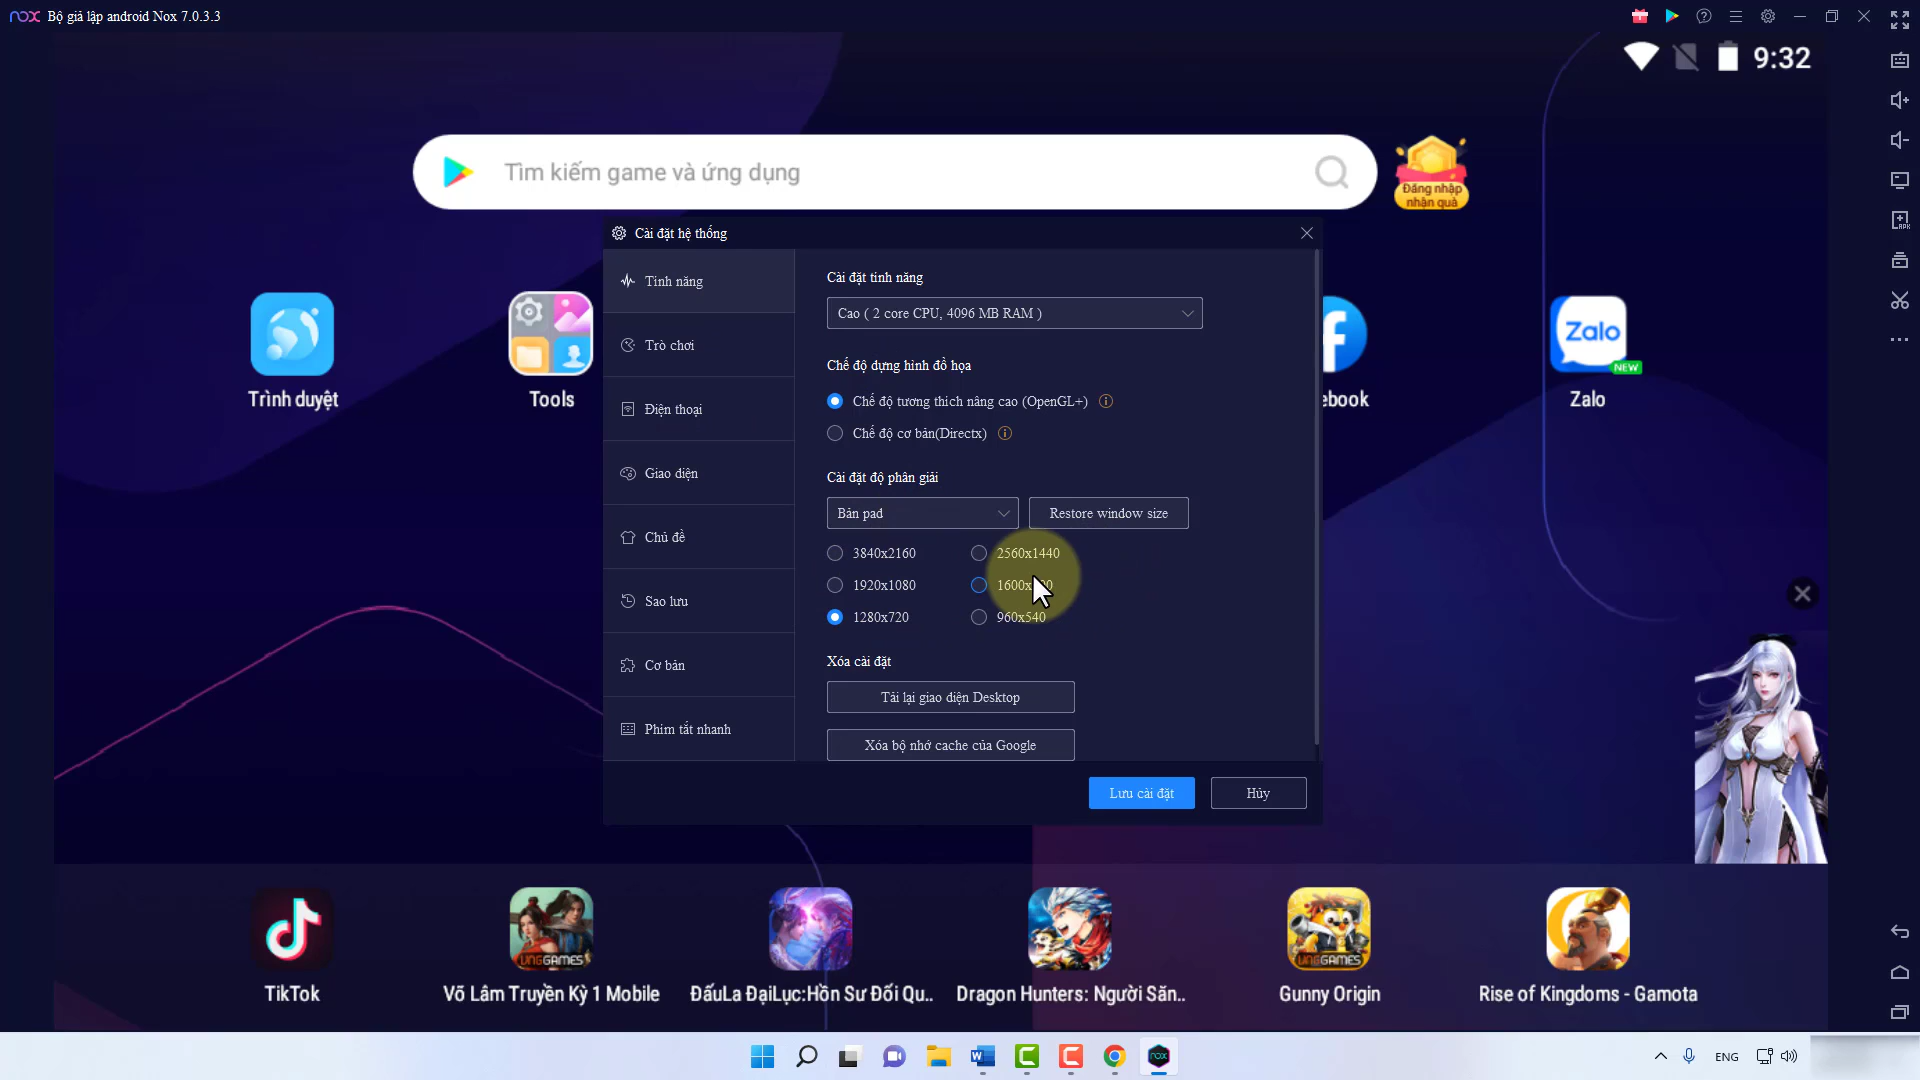 nox Bộ giả lập android Nox 7.0.3.3
9:32
Tìm kiếm game và ứng dụng
Đăng nhập
nhận quà
Cài đặt hệ thống
Tính năng
Trò chơi
Điện thoại
Giao diện
Chủ đề
Sao lưu
Cơ bản
Phím tắt nhanh
Cài đặt tính năng
Cao ( 2 core CPU, 4096 MB RAM )
Chế độ dựng hình đồ họa
Chế độ tương thích nâng cao (OpenGL+)
Chế độ cơ bản(Directx)
Cài đặt độ phân giải
Bản pad
Restore window size
3840x2160
2560x1440
1920x1080
1280x720
960x540
Xóa cài đặt
Tải lại giao diện Desktop
Xóa bộ nhớ cache của Google
Lưu cài đặt
Hủy
Trình duyệt
Tools
ebook
Zalo
NEW
Zalo
APK
VNGGAMES
VNGGAMES
TikTok
Võ Lâm Truyền Kỳ 1 Mobile
ĐấuLa ĐạiLục:Hồn Sư Đối Qu..
Dragon Hunters: Người Săn..
Gunny Origin
Rise of Kingdoms - Gamota
W
C
C
nox
ENG